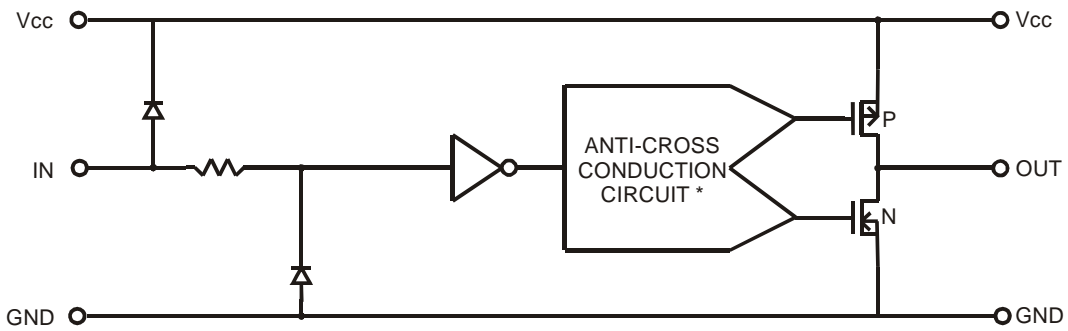 Vcc
Vcc
P
ANTI-CROSS
CONDUCTION
CIRCUIT *
IN
OUT
N
GND
GND